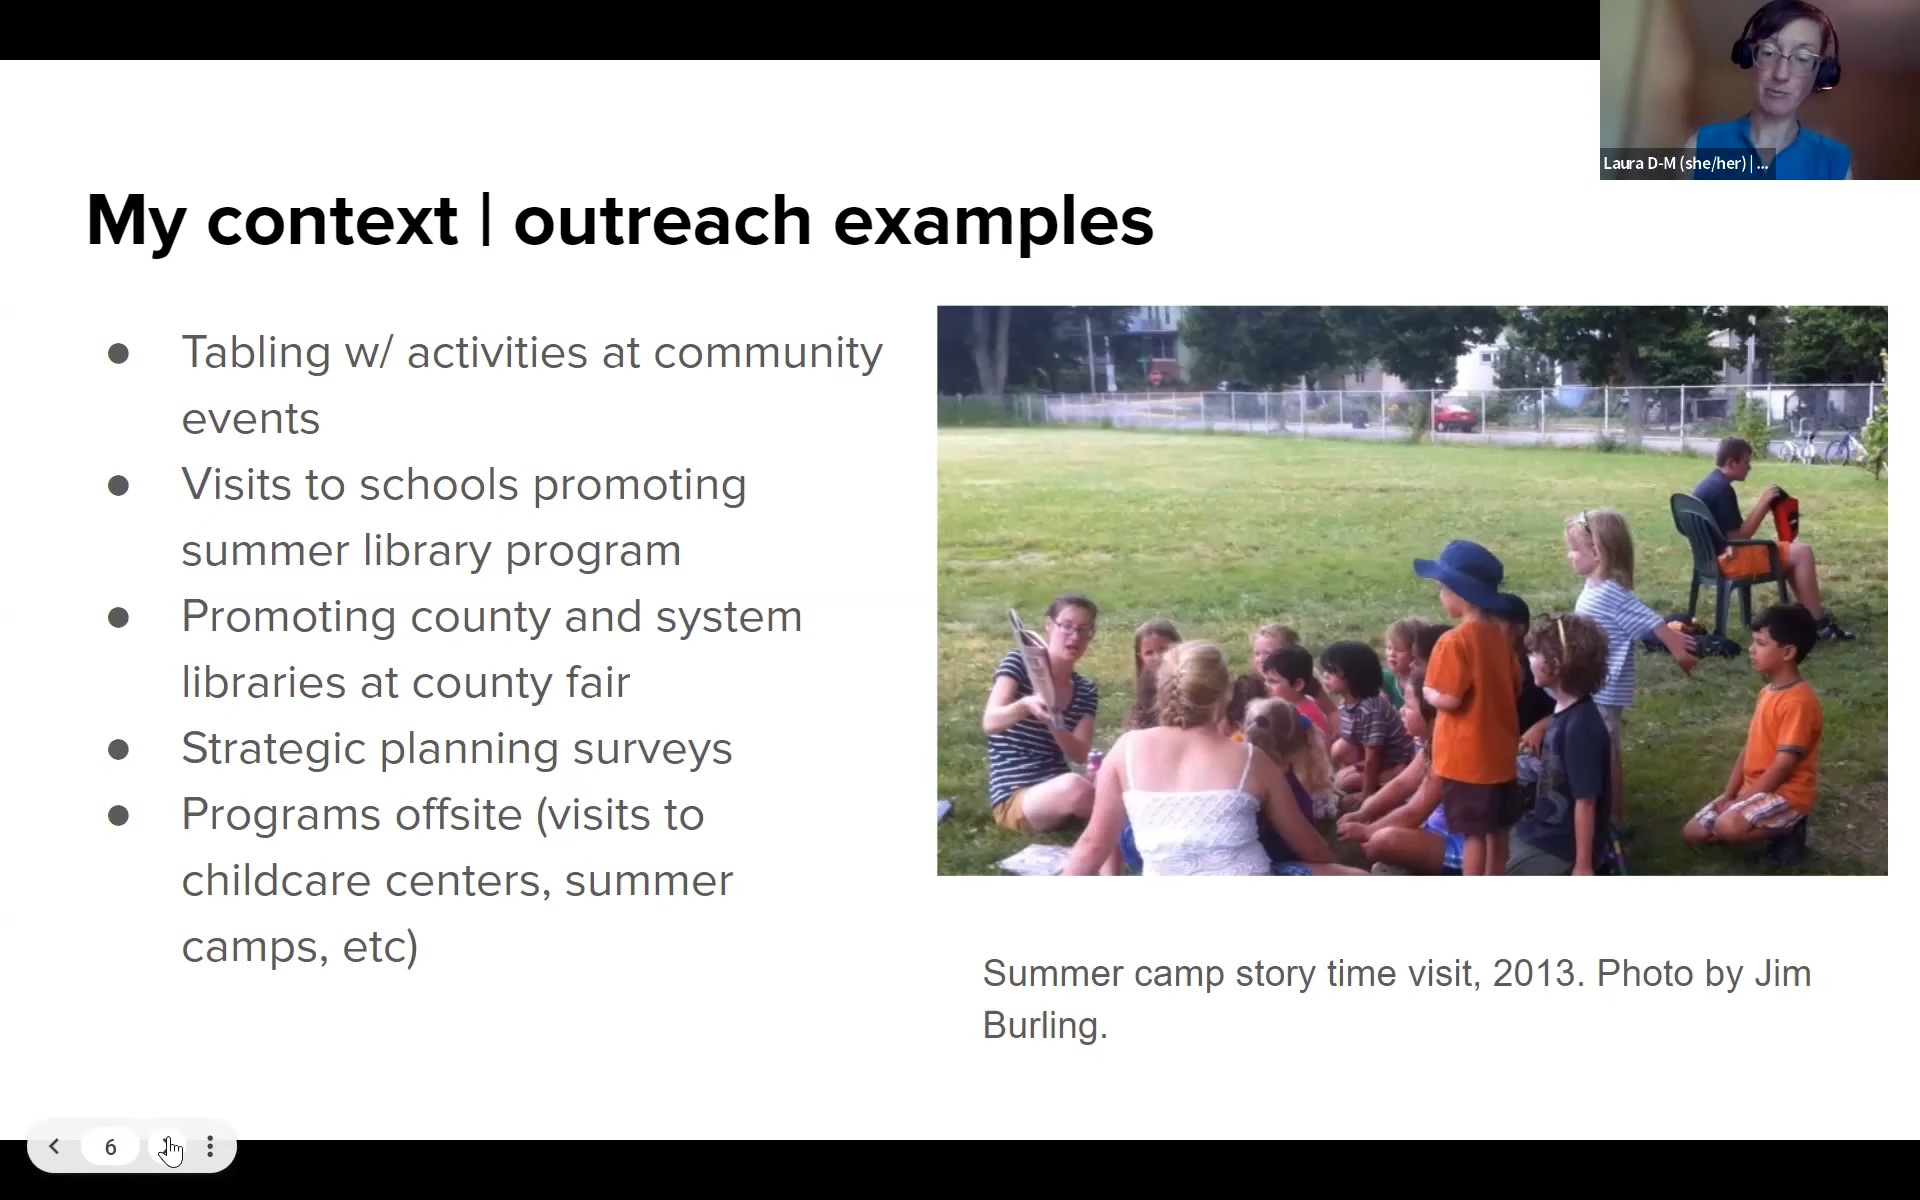 Laura D-M (she/her) | ...
My context | outreach examples
● Tabling w/ activities at community
events
● Visits to schools promoting
summer library program
● Promoting county and system
libraries at county fair
● Strategic planning surveys
● Programs offsite (visits to
childcare centers, summer
camps, etc)
Summer camp story time visit, 2013. Photo by Jim
Burling.
6